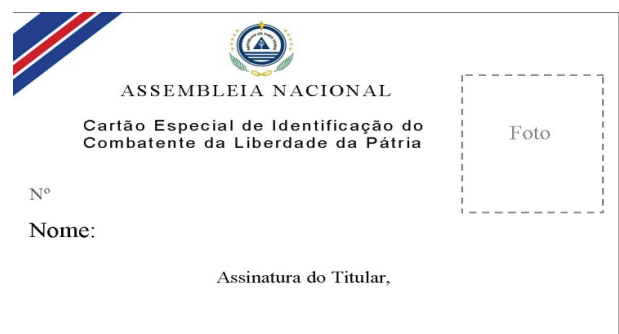 ASSEMBLEIA NACIONAL
Cartão Especial de Identificação do
Combatente da Liberdade da Pátria
Foto
Nº
Nome:
Assinatura do Titular,